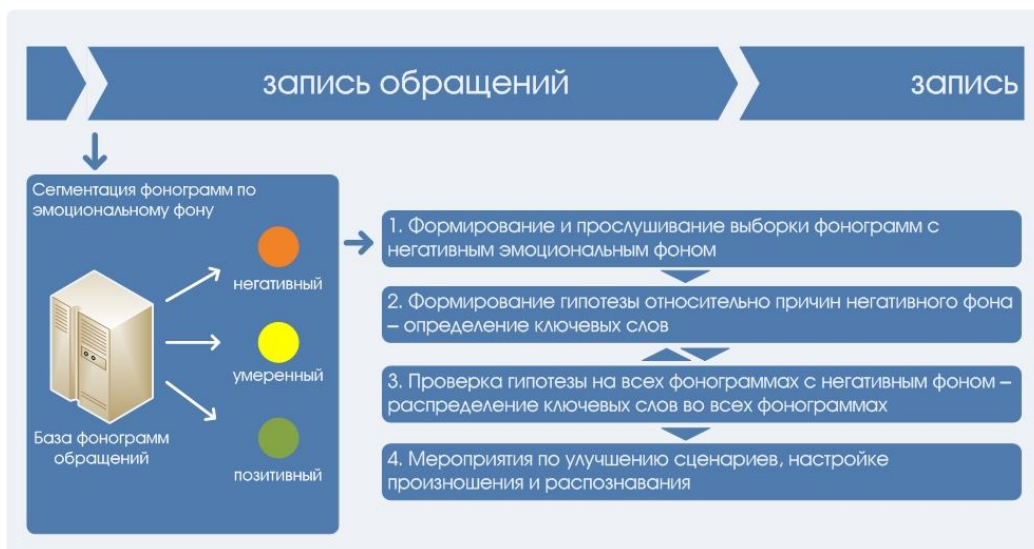 запись обращений
запись
Сегментация фонограмм по
эмоциональному фону
негативный
умеренный
позитивный
База фонограмм
обращений
1. Формирование и прослушивание выборки фонограмм с
негативным эмоциональным фоном
2. Формирование гипотезы относительно причин негативного фона
– определение ключевых слов
3. Проверка гипотезы на всех фонограммах с негативным фоном –
распределение ключевых слов во всех фонограммах
4. Мероприятия по улучшению сценариев, настройке
произношения и распознавания